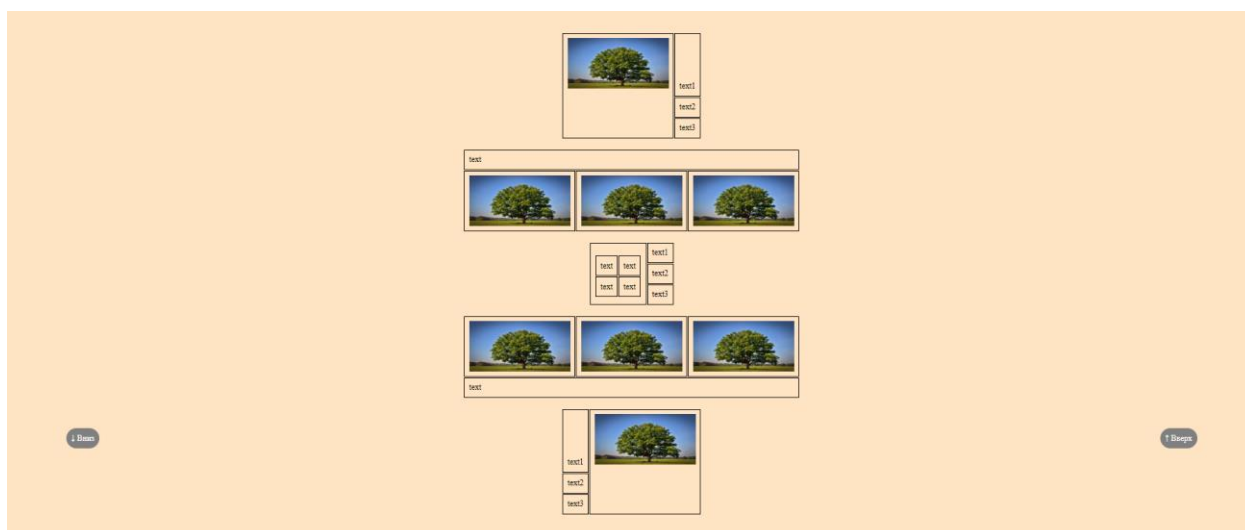 text1
text2
text3
text
text1
text text
text2
text text
text3
text
↓ Вниз
↑ Вверх
text1
text2
text3